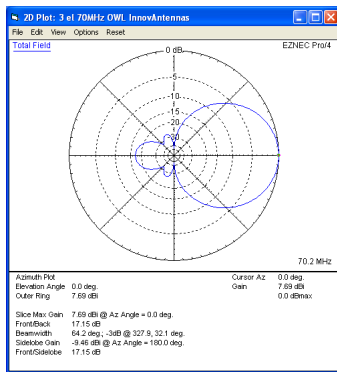 2D Plot: 3 el 70MHz OWL InnovAntennas
File Edit View Options Reset
Total Field
EZNEC Pro/4
0 dB
-5
-10
-15
-20
-30
70.2 MHz
Azimuth Plot
Elevation Angle 0.0 deg.
Outer Ring 7.69 dBi
Cursor Az 0.0 deg.
Gain 7.69 dBi
0.0 dBmax
Slice Max Gain 7.69 dBi @ Az Angle = 0.0 deg.
Front/Back 17.15 dB
Beamwidth 64.2 deg.; -3dB @ 327.9, 32.1 deg.
Sidelobe Gain -9.46 dBi @ Az Angle = 180.0 deg.
Front/Sidelobe 17.15 dB